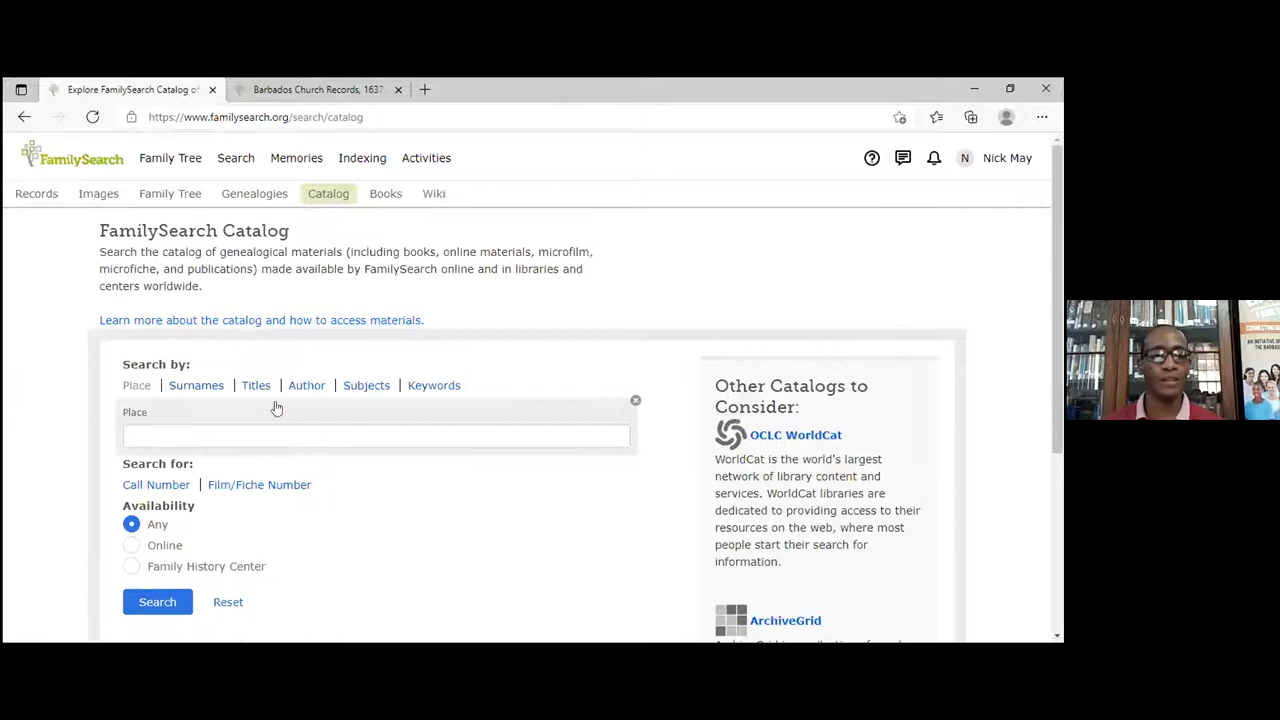 Explore FamilySearch Catalog of
Barbados Church Records, 1637-
https://www.familysearch.org/search/catalog
FamilySearch
Family Tree
Search
Memories
Indexing
Activities
N
Nick May
Records
Images
Family Tree
Genealogies
Catalog
Books
Wiki
FamilySearch Catalog
Search the catalog of genealogical materials (including books, online materials, microfilm,
microfiche, and publications) made available by FamilySearch online and in libraries and
centers worldwide.
Learn more about the catalog and how to access materials.
Search by:
Place | Surnames | Titles | Author | Subjects | Keywords
Place
Search for:
Call Number | Film/Fiche Number
Availability
Any
Online
Family History Center
Search
Reset
Other Catalogs to
Consider:
OCLC WorldCat
WorldCat is the world's largest
network of library content and
services. WorldCat libraries are
dedicated to providing access to their
resources on the web, where most
people start their search for
information.
ArchiveGrid
AN INITIATIVE OF
THE BARBA